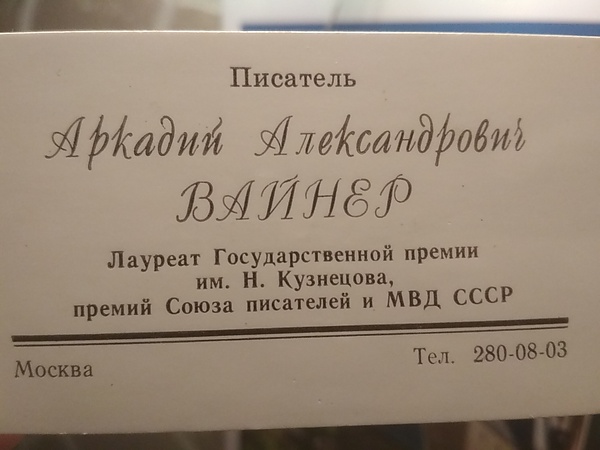 Писатель
Аркадий Александрович
ВАЙНЕР
Лауреат Государственной премии
им. Н. Кузнецова,
премий Союза писателей и МВД СССР
Москва
Тел. 280-08-03